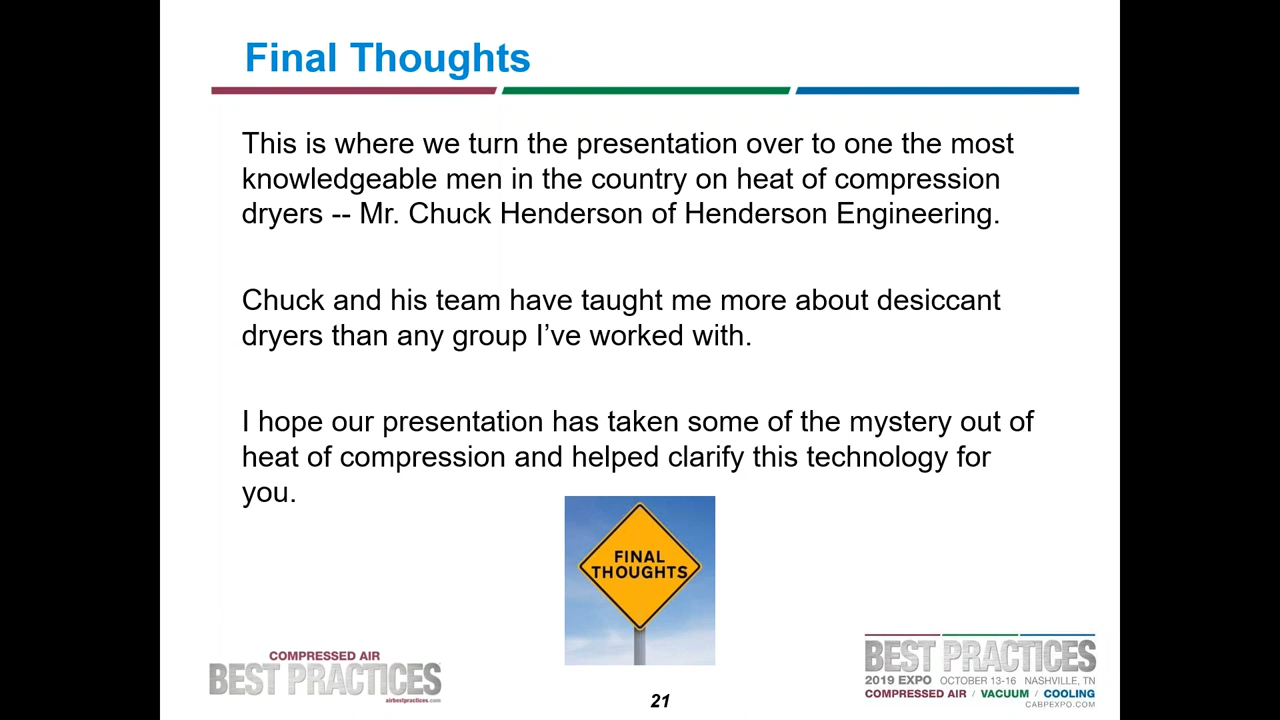 Final Thoughts
This is where we turn the presentation over to one the most
knowledgeable men in the country on heat of compression
dryers -- Mr. Chuck Henderson of Henderson Engineering.
Chuck and his team have taught me more about desiccant
dryers than any group I’ve worked with.
I hope our presentation has taken some of the mystery out of
heat of compression and helped clarify this technology for
you.
FINAL
THOUGHTS
COMPRESSED AIR
BEST PRACTICES
airbestpractices.com
21
BEST PRACTICES
2019 EXPO OCTOBER 13-16 NASHVILLE, TN
COMPRESSED AIR / VACUUM / COOLING
CABPEXPO.COM